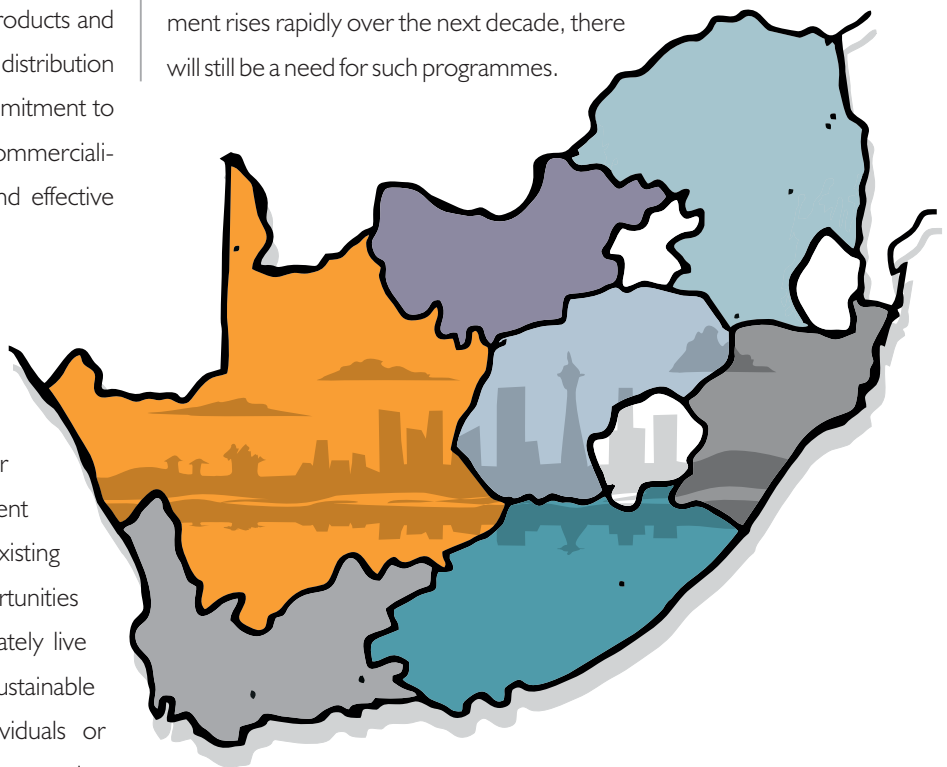 roducts and
distribution
mitment to
ommerciali-
nd effective
r
ent
xisting
rtunities
ately live
ustainable
viduals or
ment rises rapidly over the next decade, there
will still be a need for such programmes.